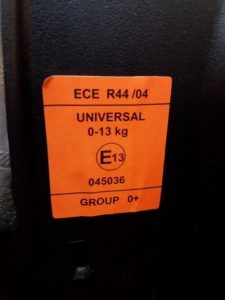 ECE R44 /04
UNIVERSAL
0-13 kg
E13
045036
GROUP 0+